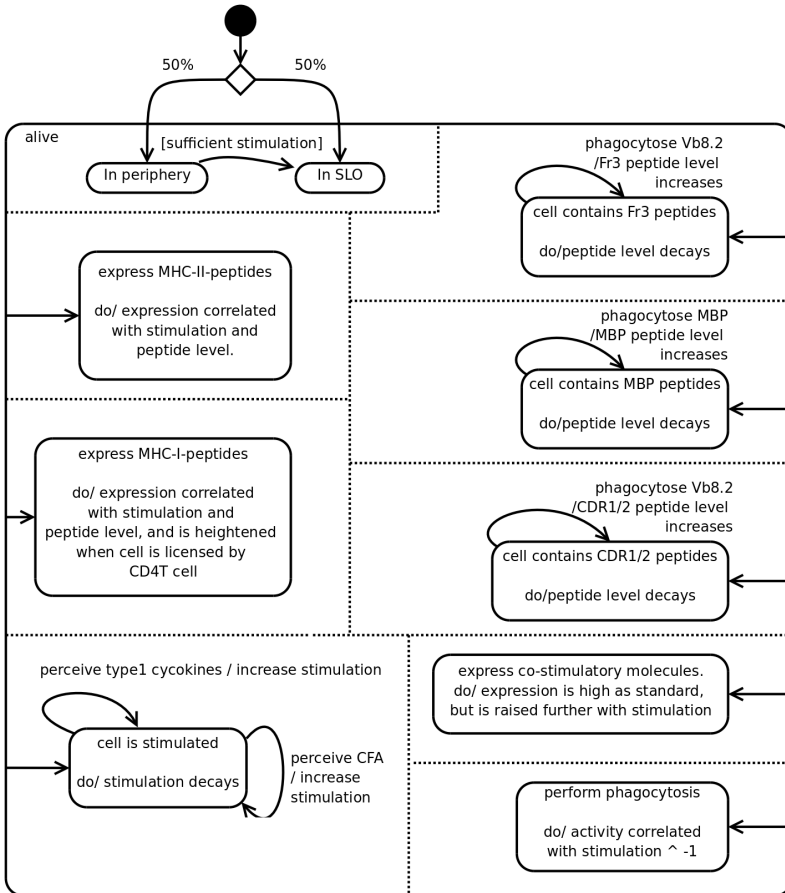 50%
50%
alive
[sufficient stimulation]
In periphery
In SLO
phagocytose Vb8.2
/Fr3 peptide level
increases
cell contains Fr3 peptides
do/peptide level decays
express MHC-II-peptides
do/ expression correlated
with stimulation and
peptide level.
phagocytose MBP
/MBP peptide level
increases
cell contains MBP peptides
do/peptide level decays
express MHC-I-peptides
do/ expression correlated
with stimulation and
peptide level, and is heightened
when cell is licensed by
CD4T cell
phagocytose Vb8.2
/CDR1/2 peptide level
increases
cell contains CDR1/2 peptides
do/peptide level decays
perceive type1 cycokines / increase stimulation
cell is stimulated
do/ stimulation decays
perceive CFA
/ increase
stimulation
express co-stimulatory molecules.
do/ expression is high as standard,
but is raised further with stimulation
perform phagocytosis
do/ activity correlated
with stimulation ^ -1